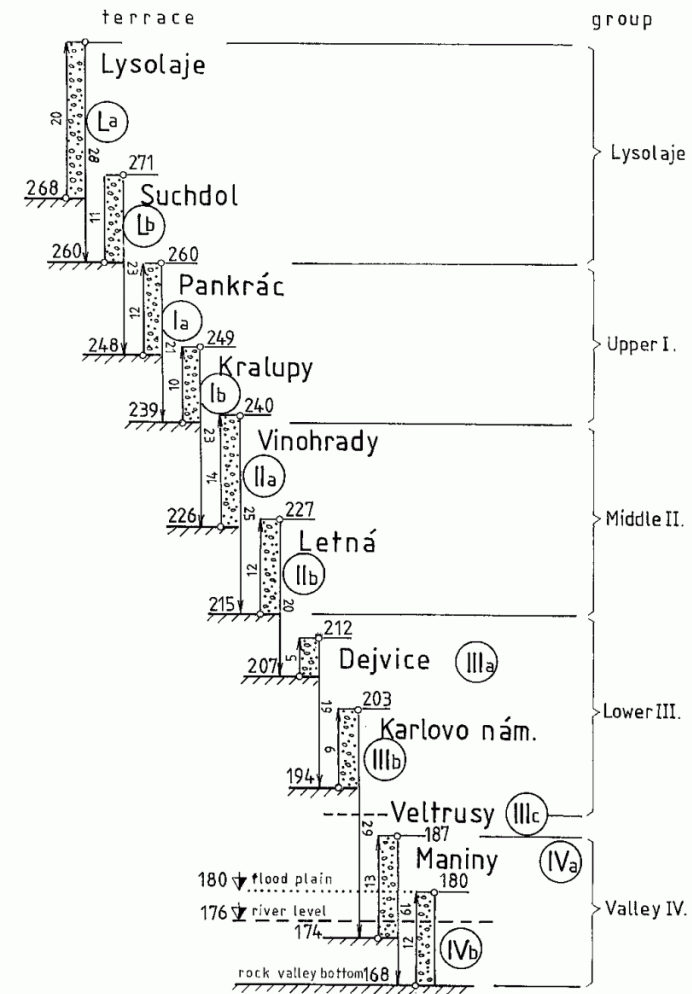 terrace group
Lysolaje
20
La
28
268
Lysolaje
271
Suchdol
11
Lb
260
23
260
Pankrác
12
Ia
248
21
249
Upper I.
Kralupy
10
Ib
239
240
23
Vinohrady
14
IIa
226
25
227
Middle II.
Letná
12
IIb
215
20
212
5
207
Dejvice IIIa
19
203
Lower III.
Karlovo nám.
9
IIIb
194
Veltrusy IIIc
29
187
Maniny IVa
13
180 flood plain
180
19
176 river level
Valley IV.
174
12
IVb
rock valley bottom 168